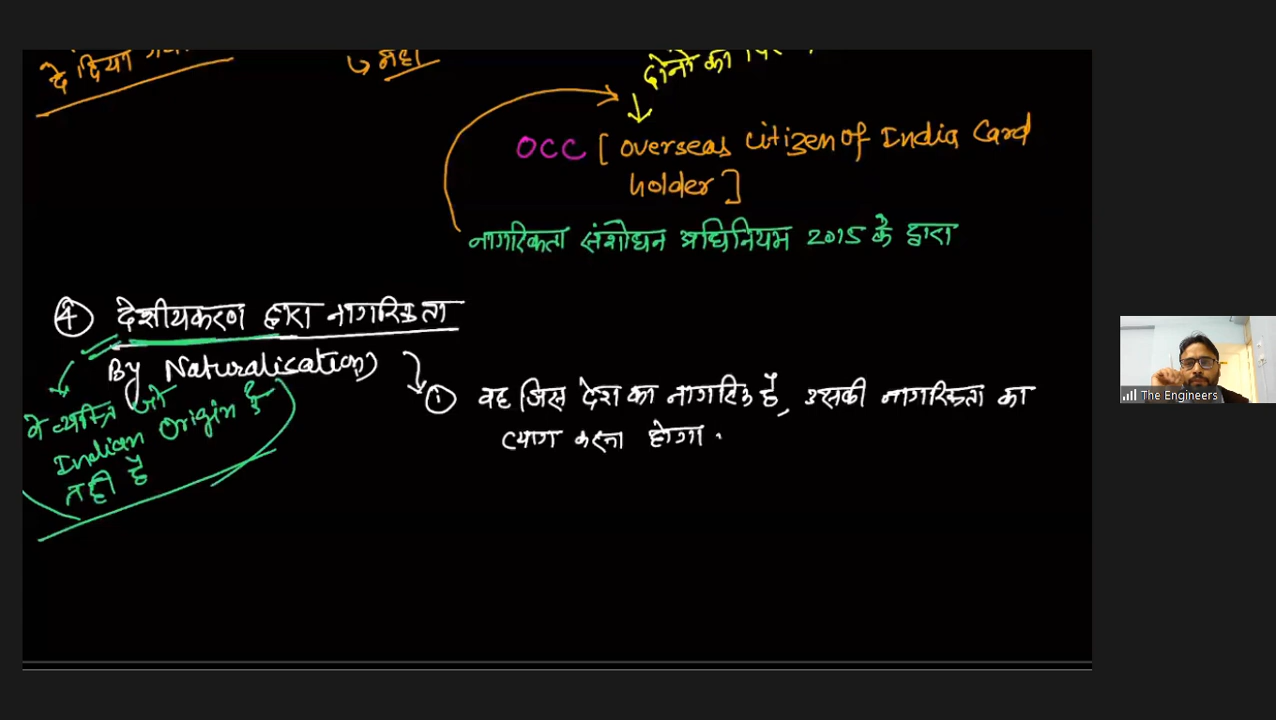 दे दिया
दोनों को
OCC [ overseas citizen of India Card
holder ]
नागरिकता संशोधन अधिनियम 2015 के द्वारा
④ देशीयकरण द्वारा नागरिकता
By Naturalisation)
वे व्यक्ति जो
Indian Origin के
नही हैं
① वह जिस देश का नागरिक है, उसकी नागरिकता का
त्याग करना होगा
The Engineers